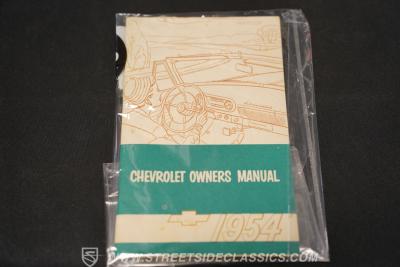 CHEVROLET OWNERS MANUAL
1954
WWW.STREETSIDECLASSICS.COM